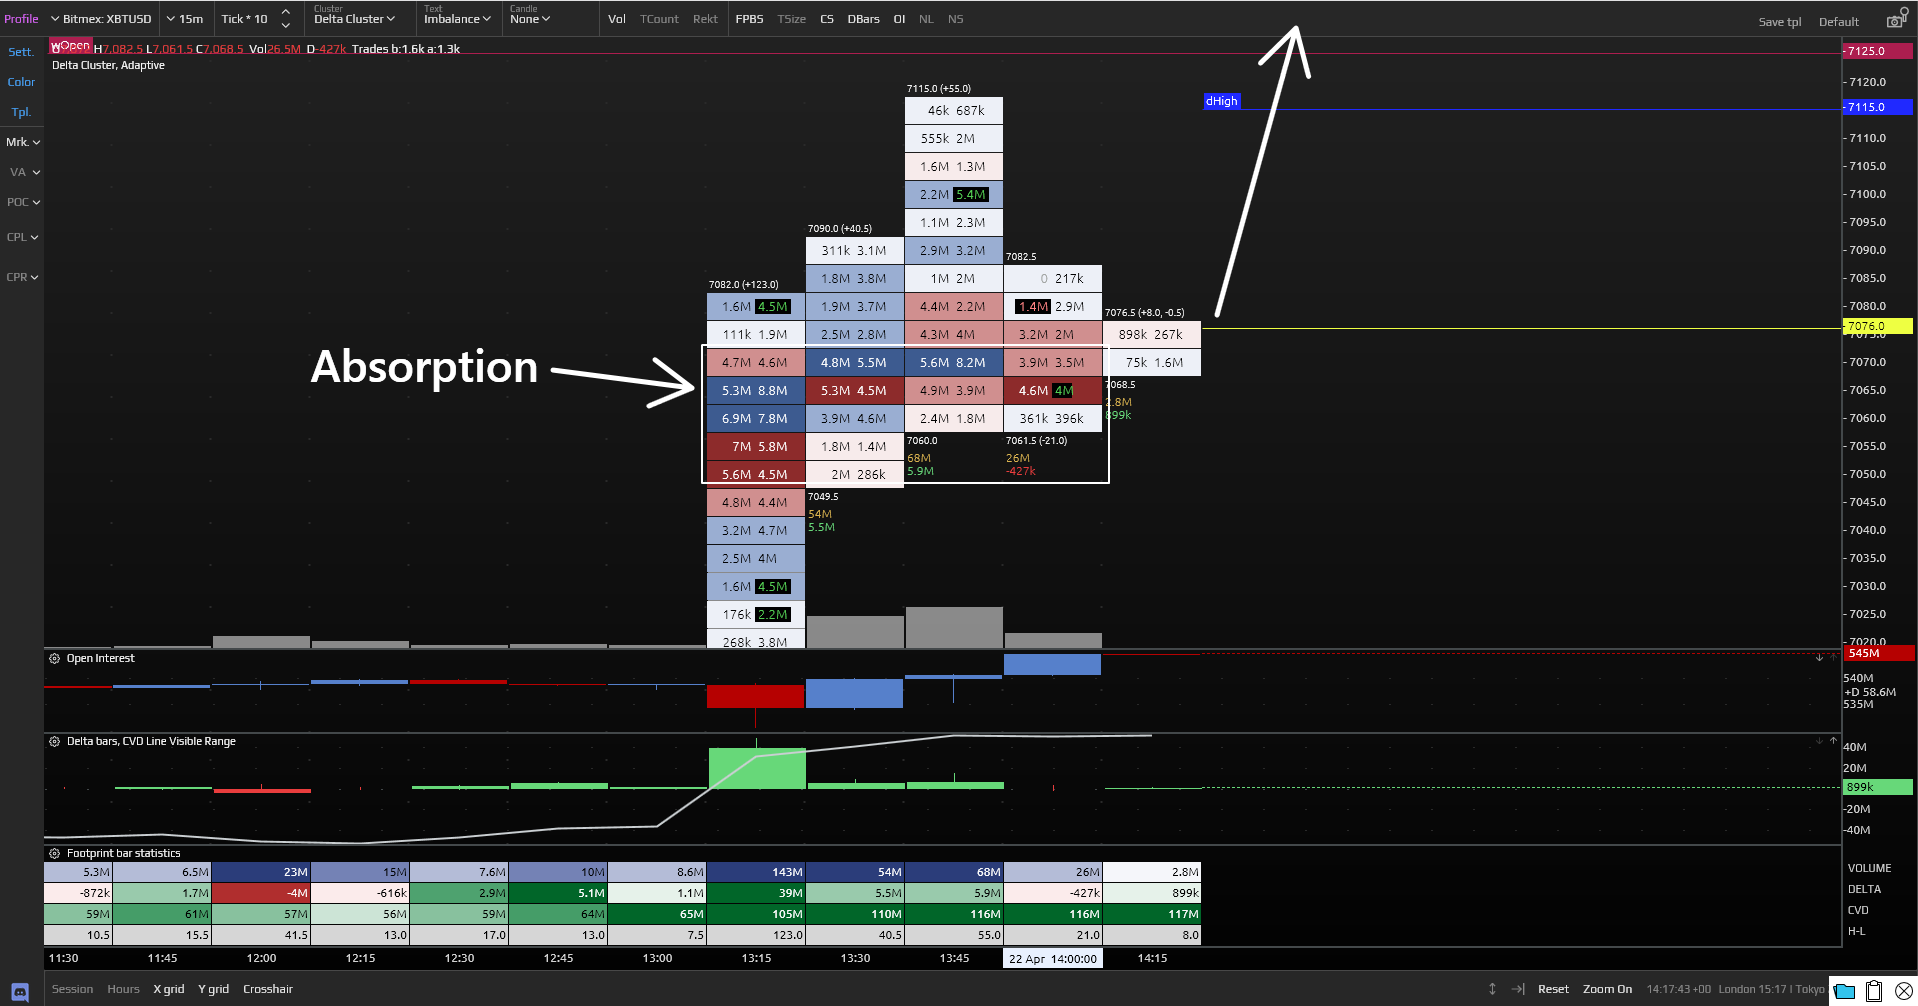 Profile Bitmex: XBTUSD 15m Tick * 10 Cluster Delta Cluster Text Imbalance Candle None Vol TCount Rekt FPBS TSize CS DBars OI NL NS Save tpl Default
Sett. wOpen H7,082.5 L7,061.5 C7,068.5 Vol26.5M D-427k Trades b:1.6k a:1.3k 7125.0
Delta Cluster, Adaptive
Color 7120.0
7115.0 (+55.0)
dHigh 7115.0
Tpl. 46k 687k
Mrk. 555k 2M 7110.0
VA 1.6M 1.3M 7105.0
POC 2.2M 5.4M 7100.0
1.1M 2.3M 7095.0
7090.0 (+40.5)
CPL 311k 3.1M 2.9M 3.2M 7090.0
7082.5
CPR 1.8M 3.8M 1M 2M 0 217k 7085.0
7082.0 (+123.0)
1.6M 4.5M 1.9M 3.7M 4.4M 2.2M 1.4M 2.9M 7080.0
7076.5 (+8.0, -0.5)
7076.0
111k 1.9M 2.5M 2.8M 4.3M 4M 3.2M 2M 898k 267k 7075.0
Absorption
4.7M 4.6M 4.8M 5.5M 5.6M 8.2M 3.9M 3.5M 75k 1.6M 7070.0
7068.5
5.3M 8.8M 5.3M 4.5M 4.9M 3.9M 4.6M 4M 7065.0
2.8M
899k
6.9M 7.8M 3.9M 4.6M 2.4M 1.8M 361k 396k 7060.0
7060.0 7061.5 (-21.0)
7M 5.8M 1.8M 1.4M 7055.0
68M 26M
5.9M -427k
5.6M 4.5M 2M 286k 7050.0
7049.5
4.8M 4.4M 7045.0
54M
5.5M
3.2M 4.7M 7040.0
2.5M 4M 7035.0
1.6M 4.5M 7030.0
176k 2.2M 7025.0
268k 3.8M 7020.0
Open Interest 545M
540M
+D 58.6M
535M
Delta bars, CVD Line Visible Range 40M
20M
899k
-20M
-40M
Footprint bar statistics
5.3M 6.5M 23M 15M 7.6M 10M 8.6M 143M 54M 68M 26M 2.8M VOLUME
-872k 1.7M -4M -616k 2.9M 5.1M 1.1M 39M 5.5M 5.9M -427k 899k DELTA
59M 61M 57M 56M 59M 64M 65M 105M 110M 116M 116M 117M CVD
10.5 15.5 41.5 13.0 17.0 13.0 7.5 123.0 40.5 55.0 21.0 8.0 H-L
11:30 11:45 12:00 12:15 12:30 12:45 13:00 13:15 13:30 13:45 22 Apr 14:00:00 14:15
Session Hours X grid Y grid Crosshair Reset Zoom On 14:17:43 +00 London 15:17 | Tokyo